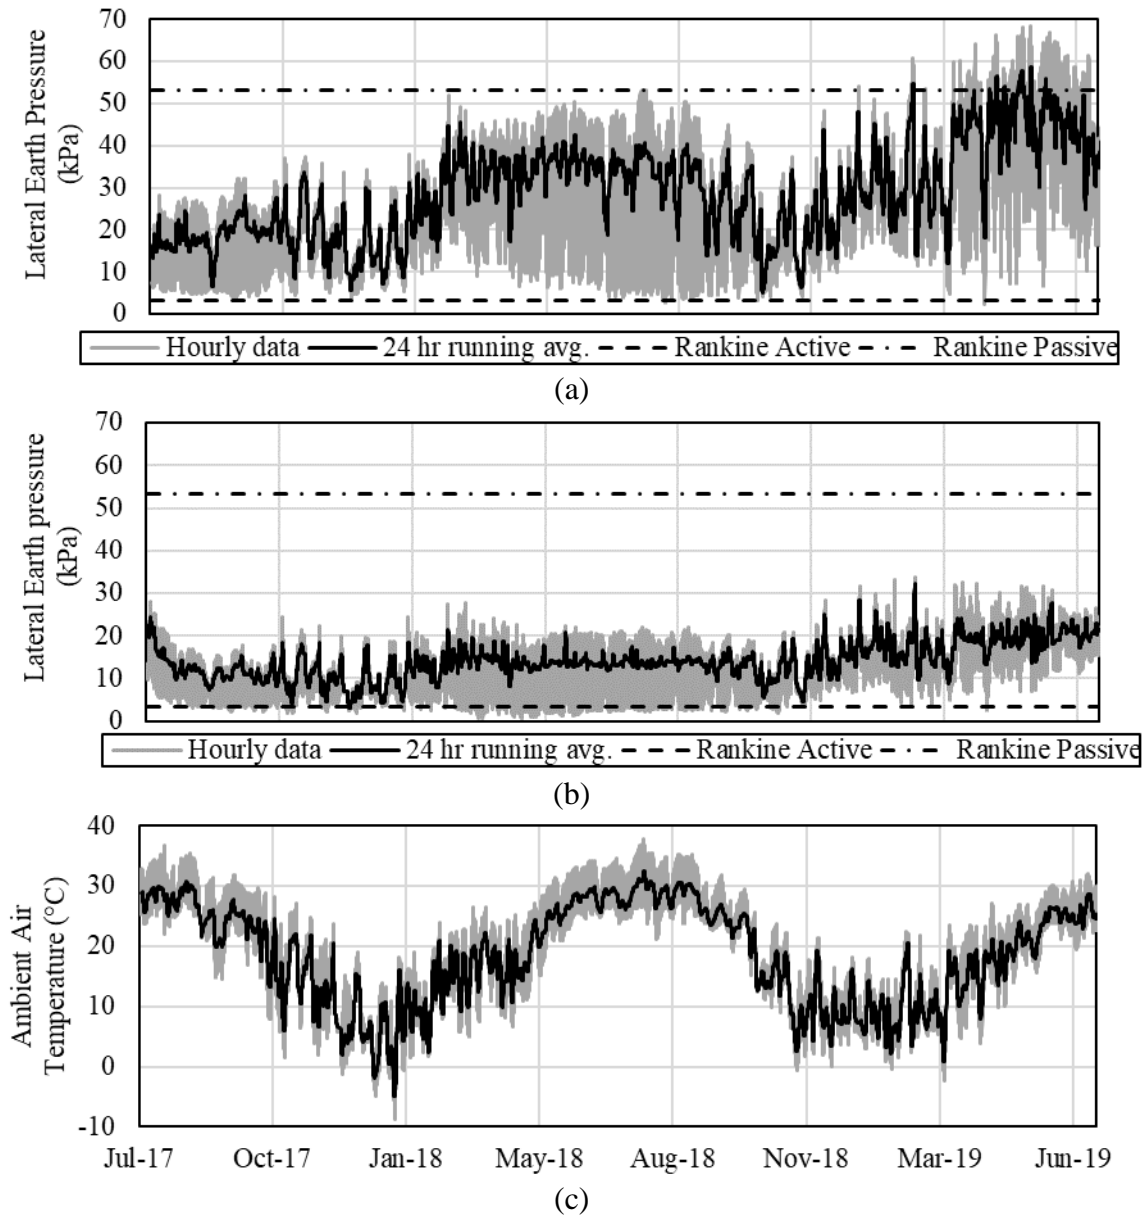 70
60
50
40
30
20
10
0
Lateral Earth Pressure
(kPa)
Hourly data 24 hr running avg. Rankine Active Rankine Passive
(a)
70
60
50
40
30
20
10
0
Lateral Earth pressure
(kPa)
Hourly data 24 hr running avg. Rankine Active Rankine Passive
(b)
40
30
20
10
0
-10
Ambient Air
Temperature (°C)
Jul-17 Oct-17 Jan-18 May-18 Aug-18 Nov-18 Mar-19 Jun-19
(c)